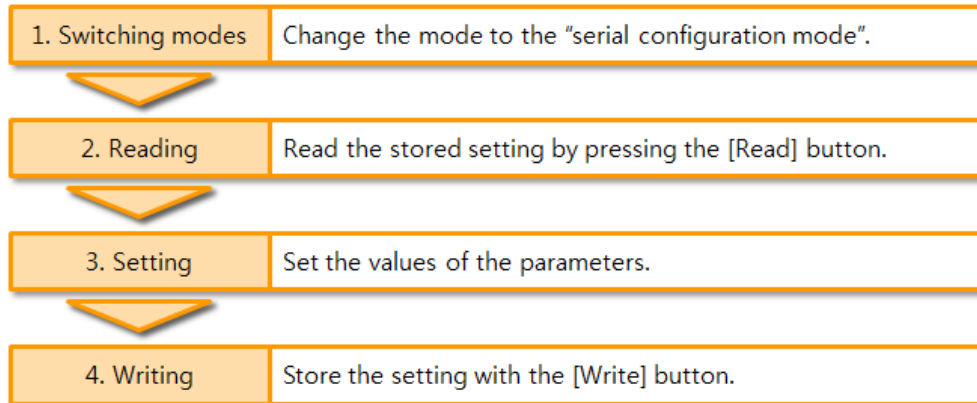 1. Switching modes
Change the mode to the “serial configuration mode”.
2. Reading
Read the stored setting by pressing the [Read] button.
3. Setting
Set the values of the parameters.
4. Writing
Store the setting with the [Write] button.